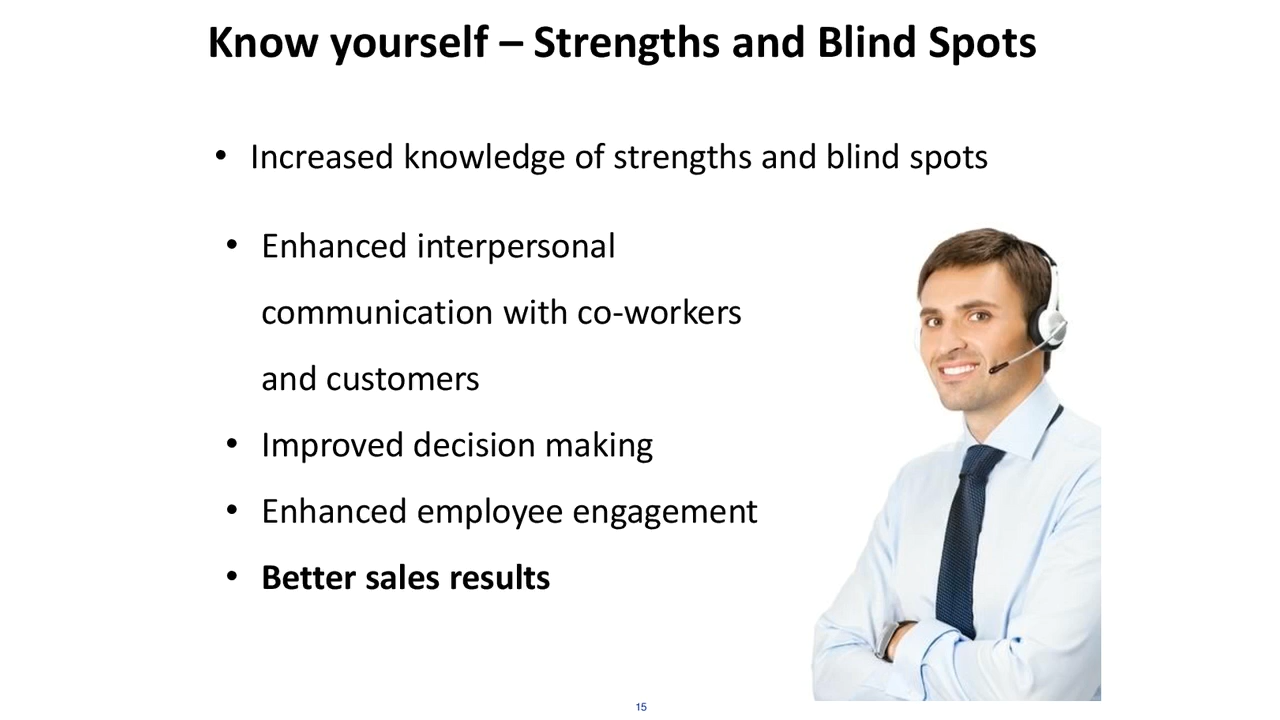 Know yourself – Strengths and Blind Spots
• Increased knowledge of strengths and blind spots
• Enhanced interpersonal
communication with co-workers
and customers
• Improved decision making
• Enhanced employee engagement
• Better sales results
15